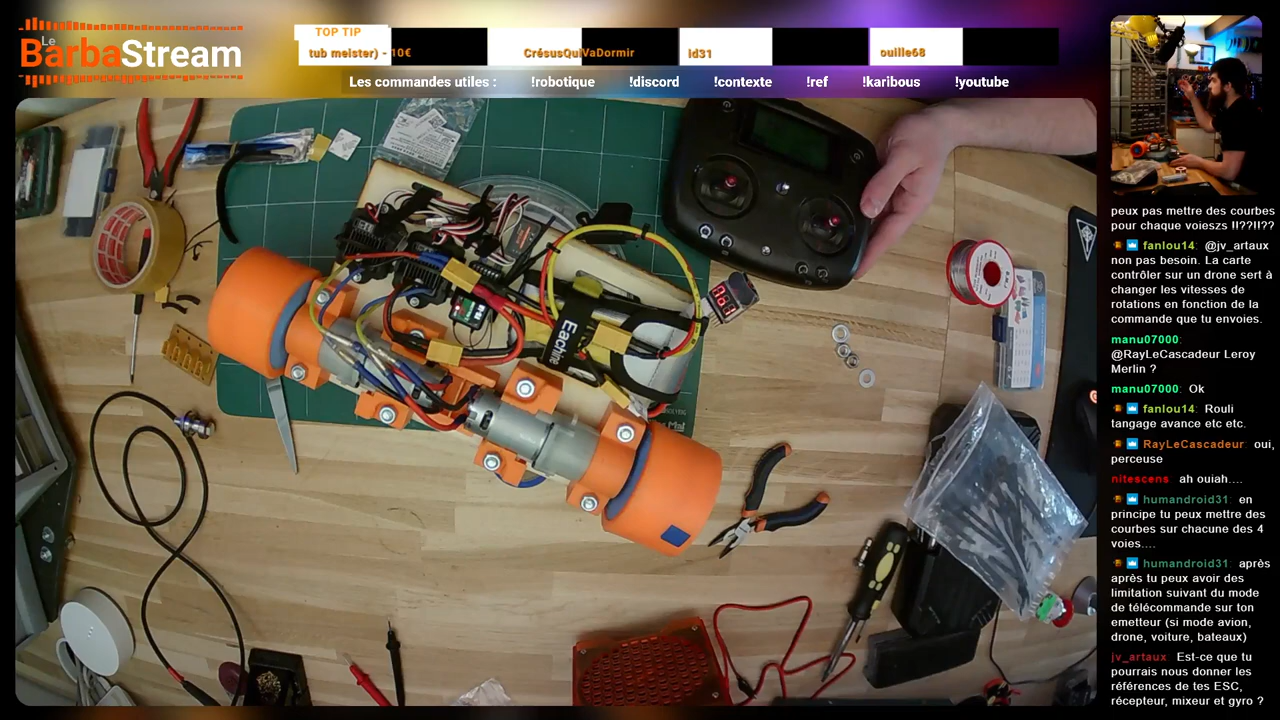 Le
BarbaStream
TOP TIP
tub meister) - 10€
CrésusQuiVaDormir
ld31
ouille68
Les commandes utiles :
!robotique
!discord
!contexte
!ref
!karibous
!youtube
Eachine
peux pas mettre des courbes
pour chaque voieszs !!??!!??
fanlou14: @jv_artaux
non pas besoin. La carte
contrôler sur un drone sert à
changer les vitesses de
rotations en fonction de la
commande que tu envoies.
manu07000:
@RayLeCascadeur Leroy
Merlin ?
manu07000: Ok
fanlou14: Rouli
tangage avance etc etc.
RayLeCascadeur: oui,
perceuse
nitescens: ah ouiah....
humandroid31: en
principe tu peux mettre des
courbes sur chacune des 4
voies....
humandroid31: après
après tu peux avoir des
limitation suivant du mode
de télécommande sur ton
emetteur (si mode avion,
drone, voiture, bateaux)
jv_artaux: Est-ce que tu
pourrais nous donner les
références de tes ESC,
récepteur, mixeur et gyro ?